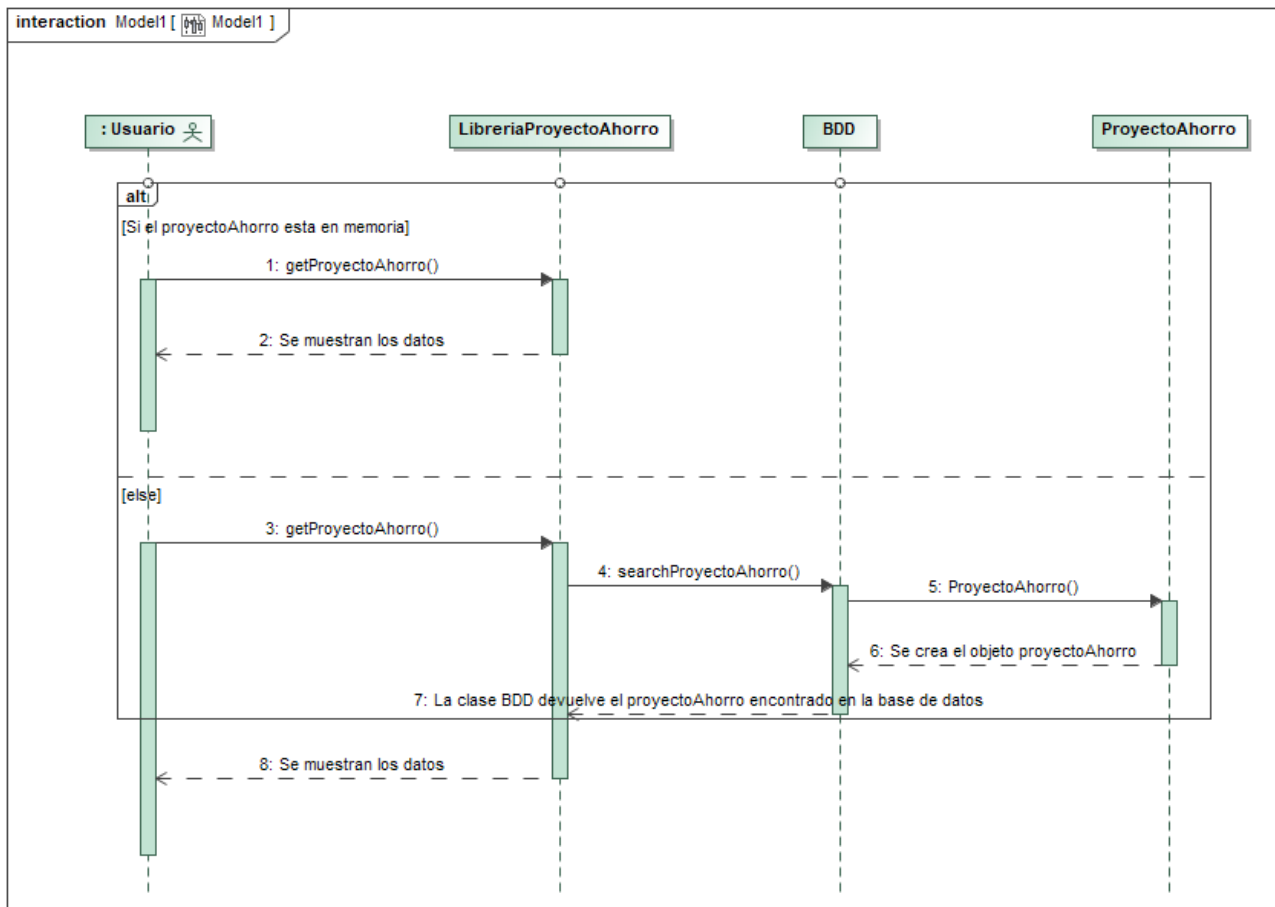 interaction Model1 [ Model1 ]
: Usuario
LibreriaProyectoAhorro
BDD
ProyectoAhorro
alt
[Si el proyectoAhorro esta en memoria]
1: getProyectoAhorro()
2: Se muestran los datos
[else]
3: getProyectoAhorro()
4: searchProyectoAhorro()
5: ProyectoAhorro()
6: Se crea el objeto proyectoAhorro
7: La clase BDD devuelve el proyectoAhorro encontrado en la base de datos
8: Se muestran los datos